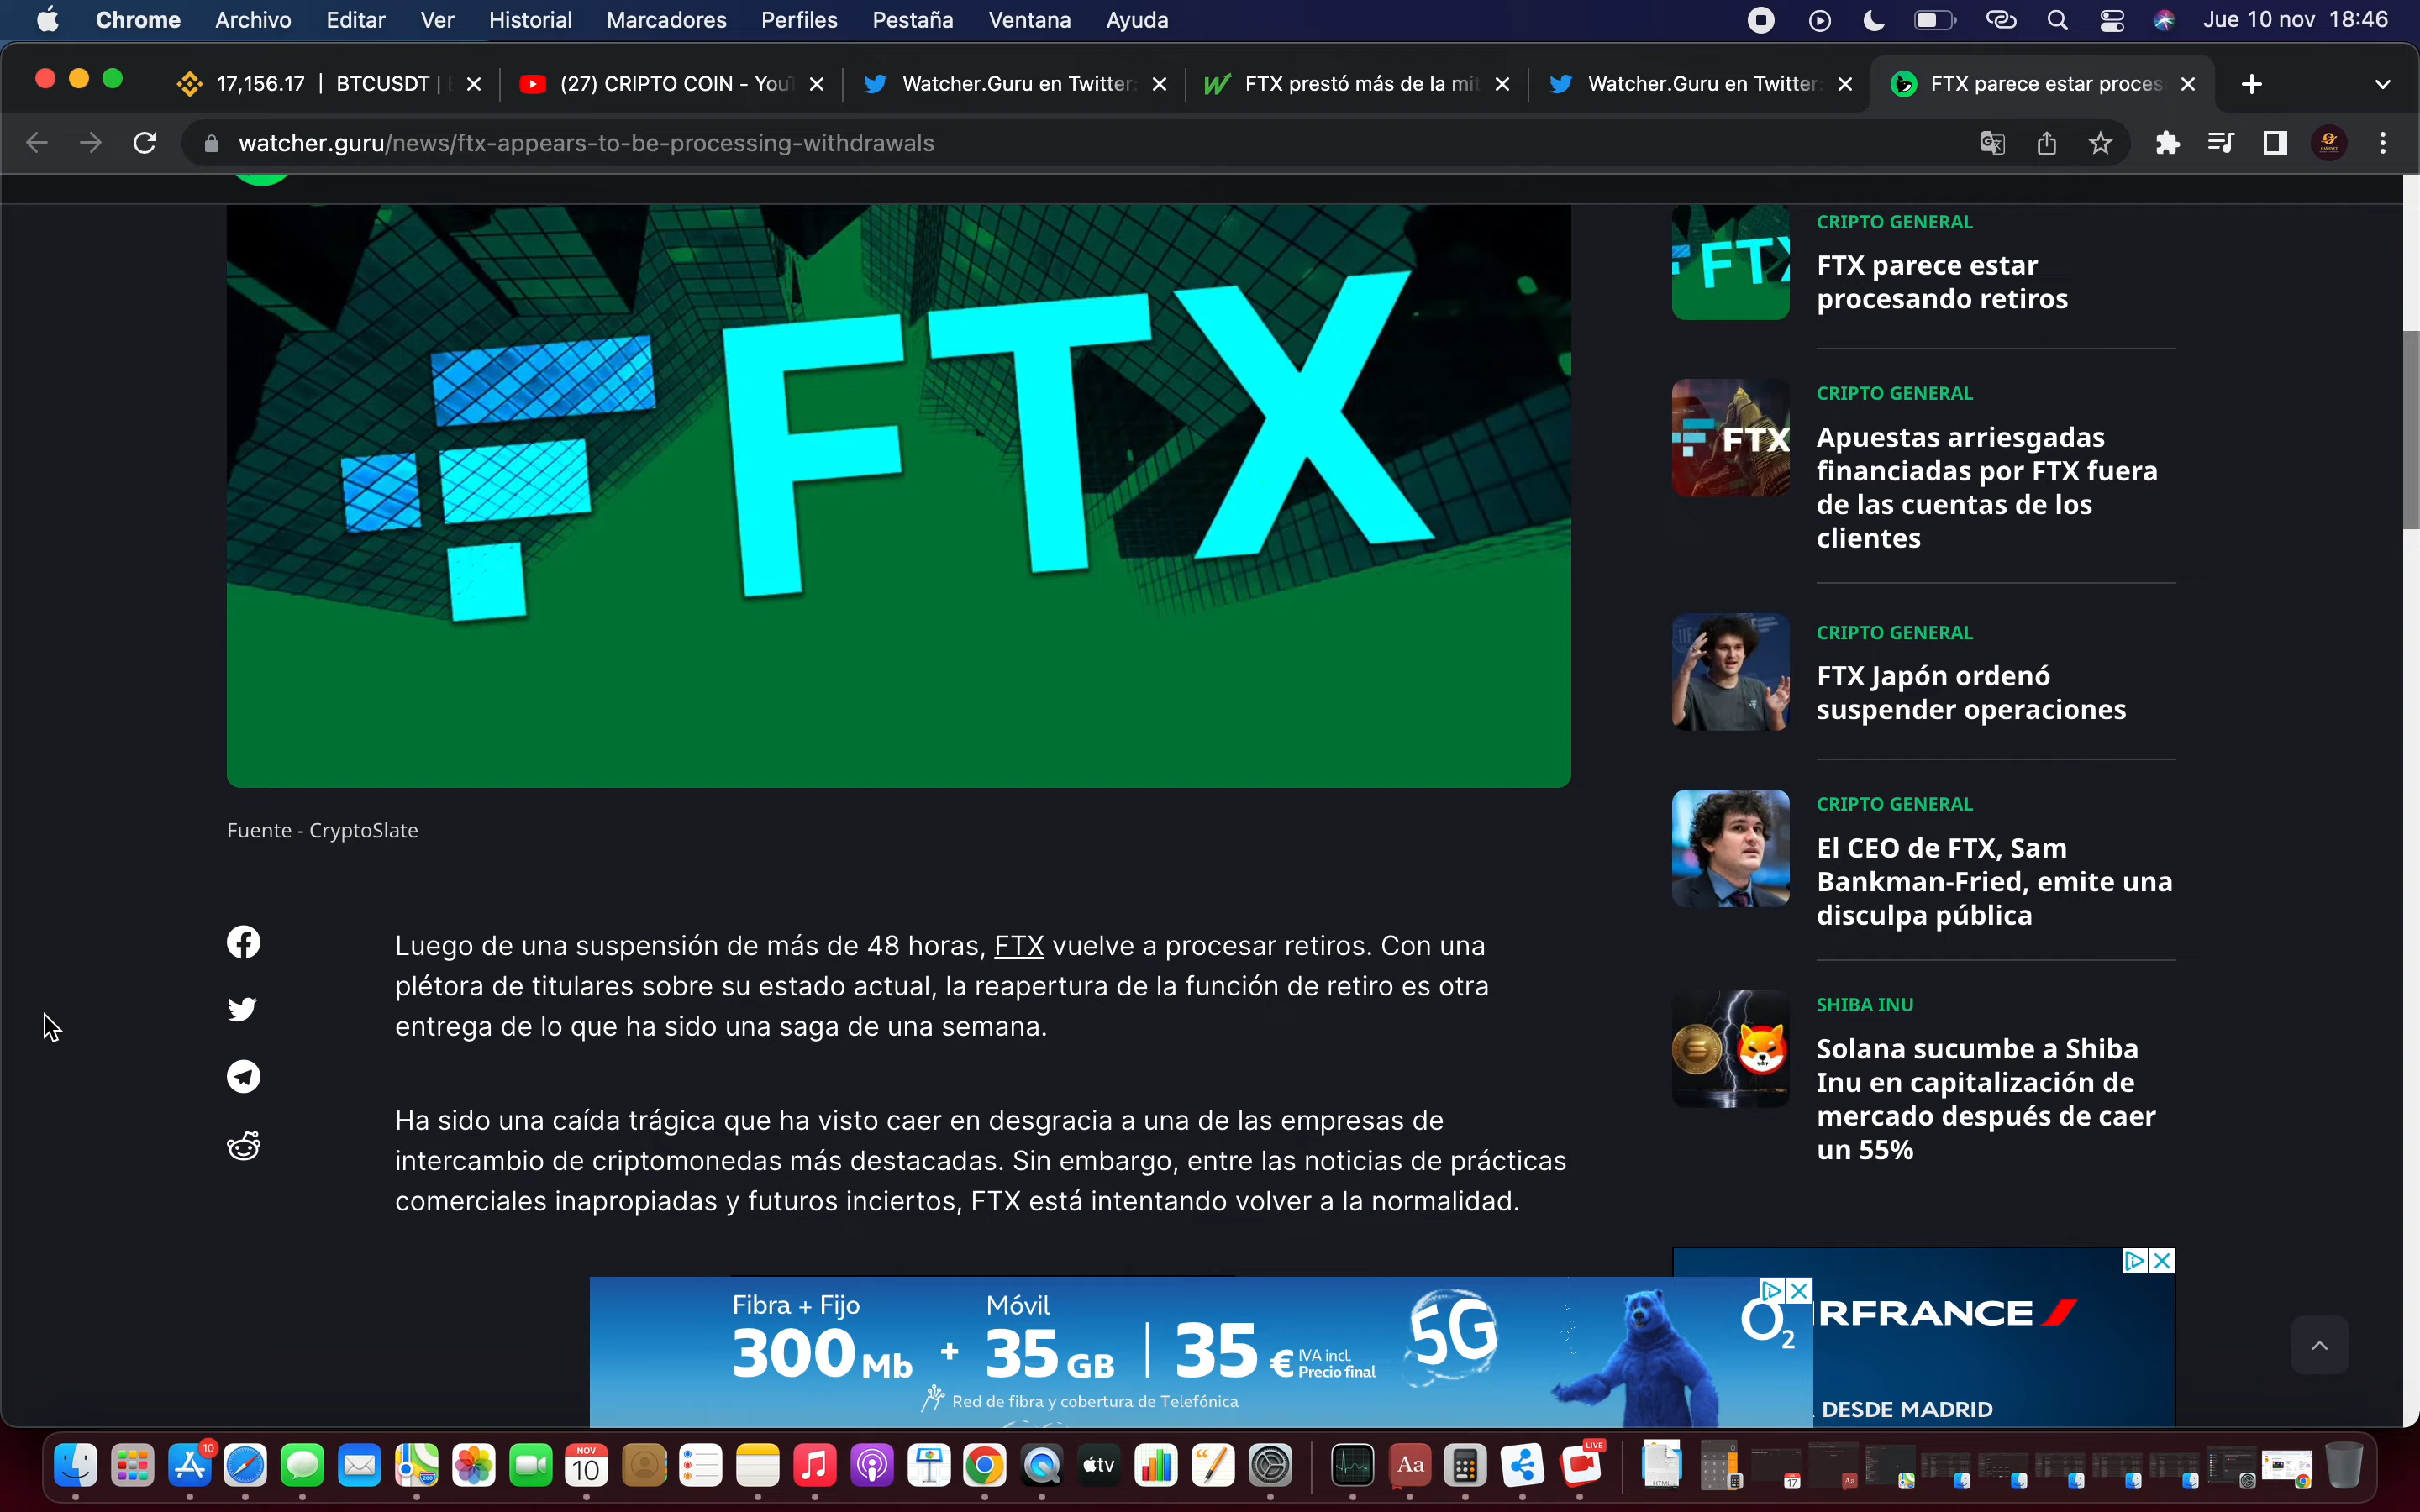 Chrome Archivo Editar Ver Historial Marcadores Perfiles Pestaña Ventana Ayuda Jue 10 nov 18:46
17,156.17 | BTCUSDT | (27) CRIPTO COIN - You Watcher.Guru en Twitter: FTX prestó más de la mit Watcher.Guru en Twitter: FTX parece estar proces
watcher.guru/news/ftx-appears-to-be-processing-withdrawals
FTX
Fuente - CryptoSlate
Luego de una suspensión de más de 48 horas, FTX vuelve a procesar retiros. Con una
plétora de titulares sobre su estado actual, la reapertura de la función de retiro es otra
entrega de lo que ha sido una saga de una semana.
Ha sido una caída trágica que ha visto caer en desgracia a una de las empresas de
intercambio de criptomonedas más destacadas. Sin embargo, entre las noticias de prácticas
comerciales inapropiadas y futuros inciertos, FTX está intentando volver a la normalidad.
FTX
CRIPTO GENERAL
FTX parece estar
procesando retiros
FTX
CRIPTO GENERAL
Apuestas arriesgadas
financiadas por FTX fuera
de las cuentas de los
clientes
CRIPTO GENERAL
FTX Japón ordenó
suspender operaciones
CRIPTO GENERAL
El CEO de FTX, Sam
Bankman-Fried, emite una
disculpa pública
SHIBA INU
Solana sucumbe a Shiba
Inu en capitalización de
mercado después de caer
un 55%
Fibra + Fijo Móvil
300 Mb + 35 GB | 35 € IVA incl.
Precio final
5G
O2
Red de fibra y cobertura de Telefónica
RFRANCE
DESDE MADRID
10
NOV
10
tv
Aa
LIVE
HTML
17